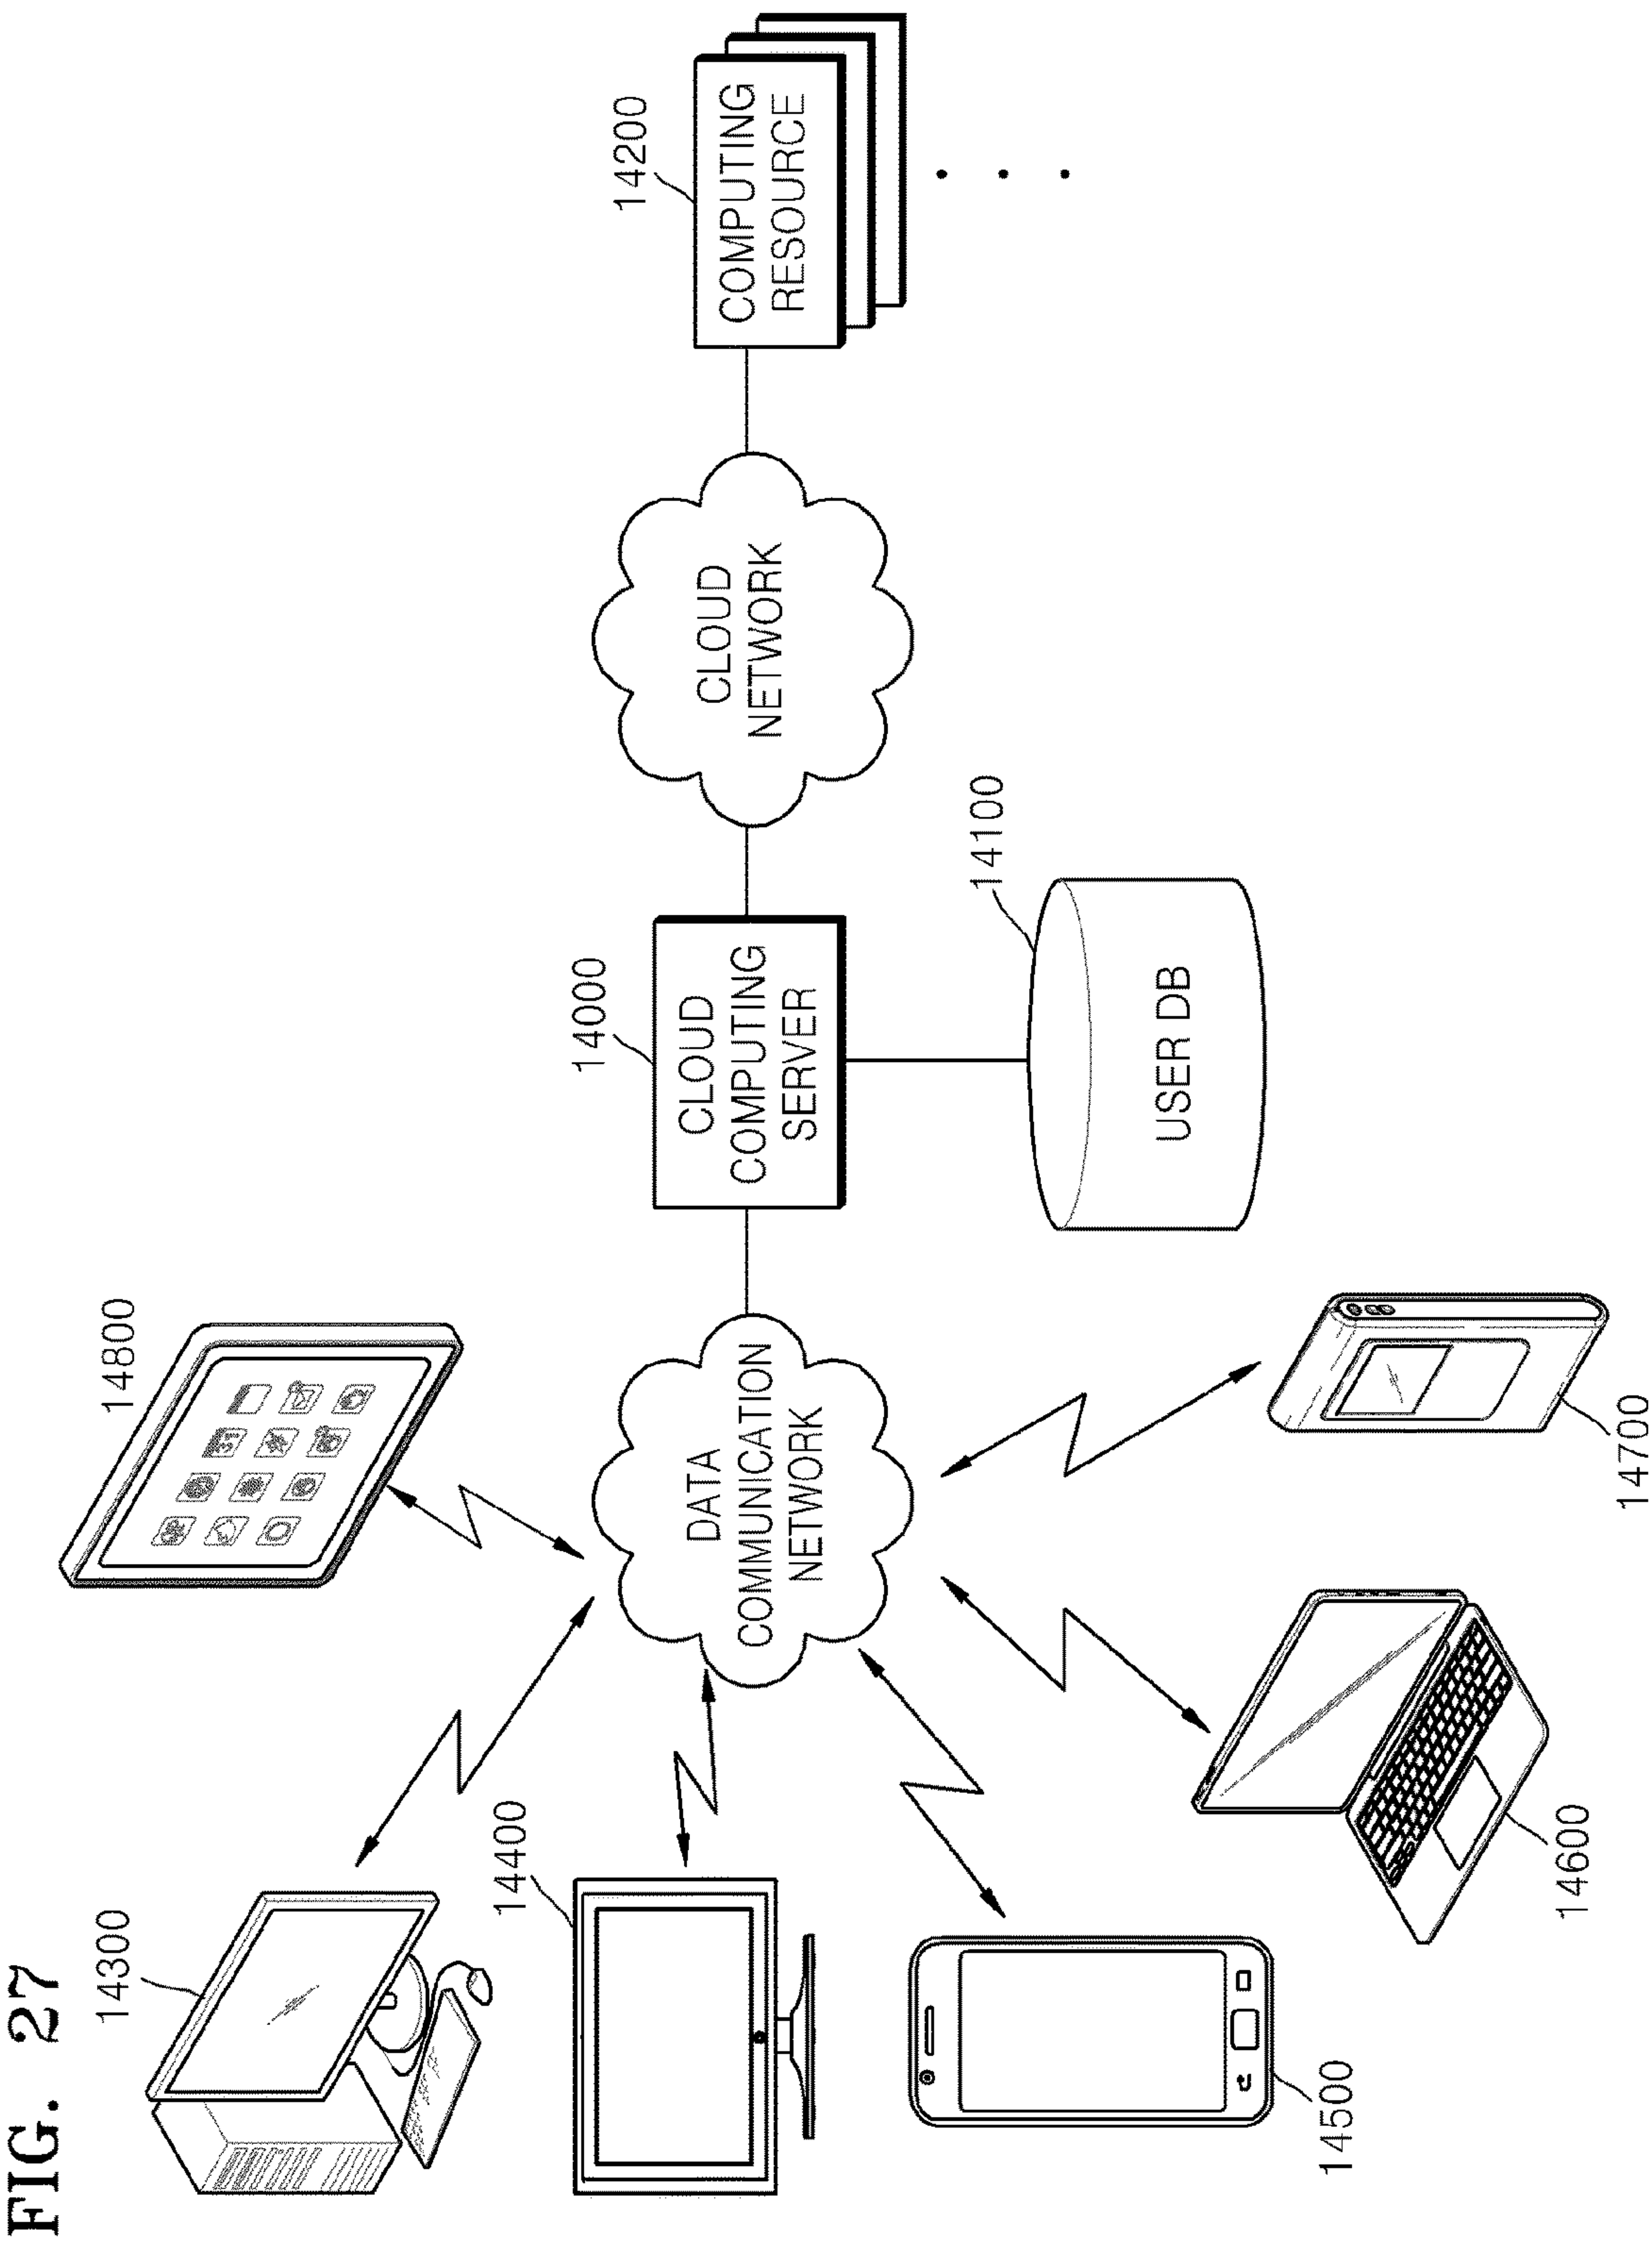 FIG. 27
14300
14800
14400
14500
14600
14700
DATA
COMMUNICATION
NETWORK
14000
CLOUD
COMPUTING
SERVER
14100
USER DB
CLOUD
NETWORK
14200
COMPUTING
RESOURCE
31